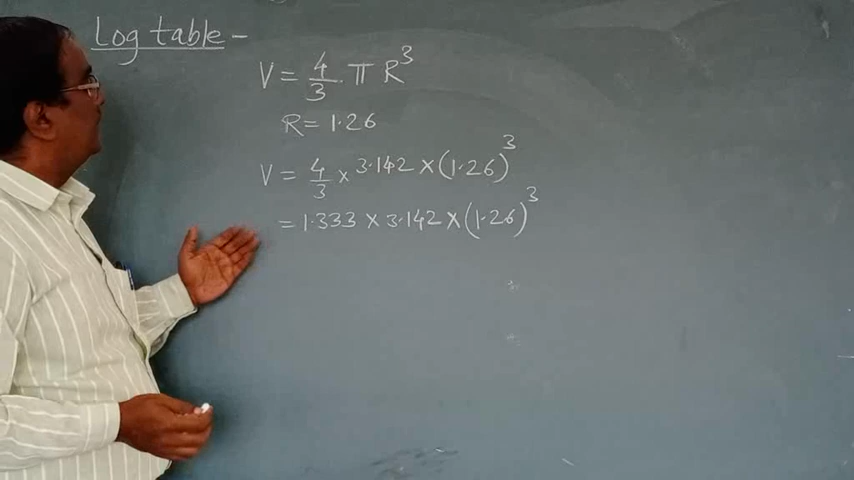 Log table -
V = 4/3 . π R³
R = 1.26
V = 4/3 × 3.142 × (1.26)³
= 1.333 × 3.142 × (1.26)³